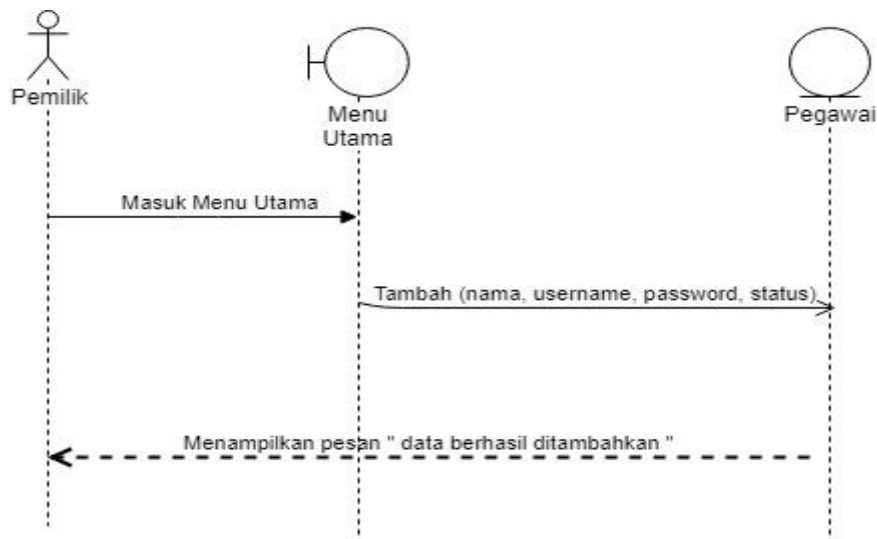 Pemilik
Menu
Utama
Pegawai
Masuk Menu Utama
Tambah (nama, username, password, status)
Menampilkan pesan " data berhasil ditambahkan "